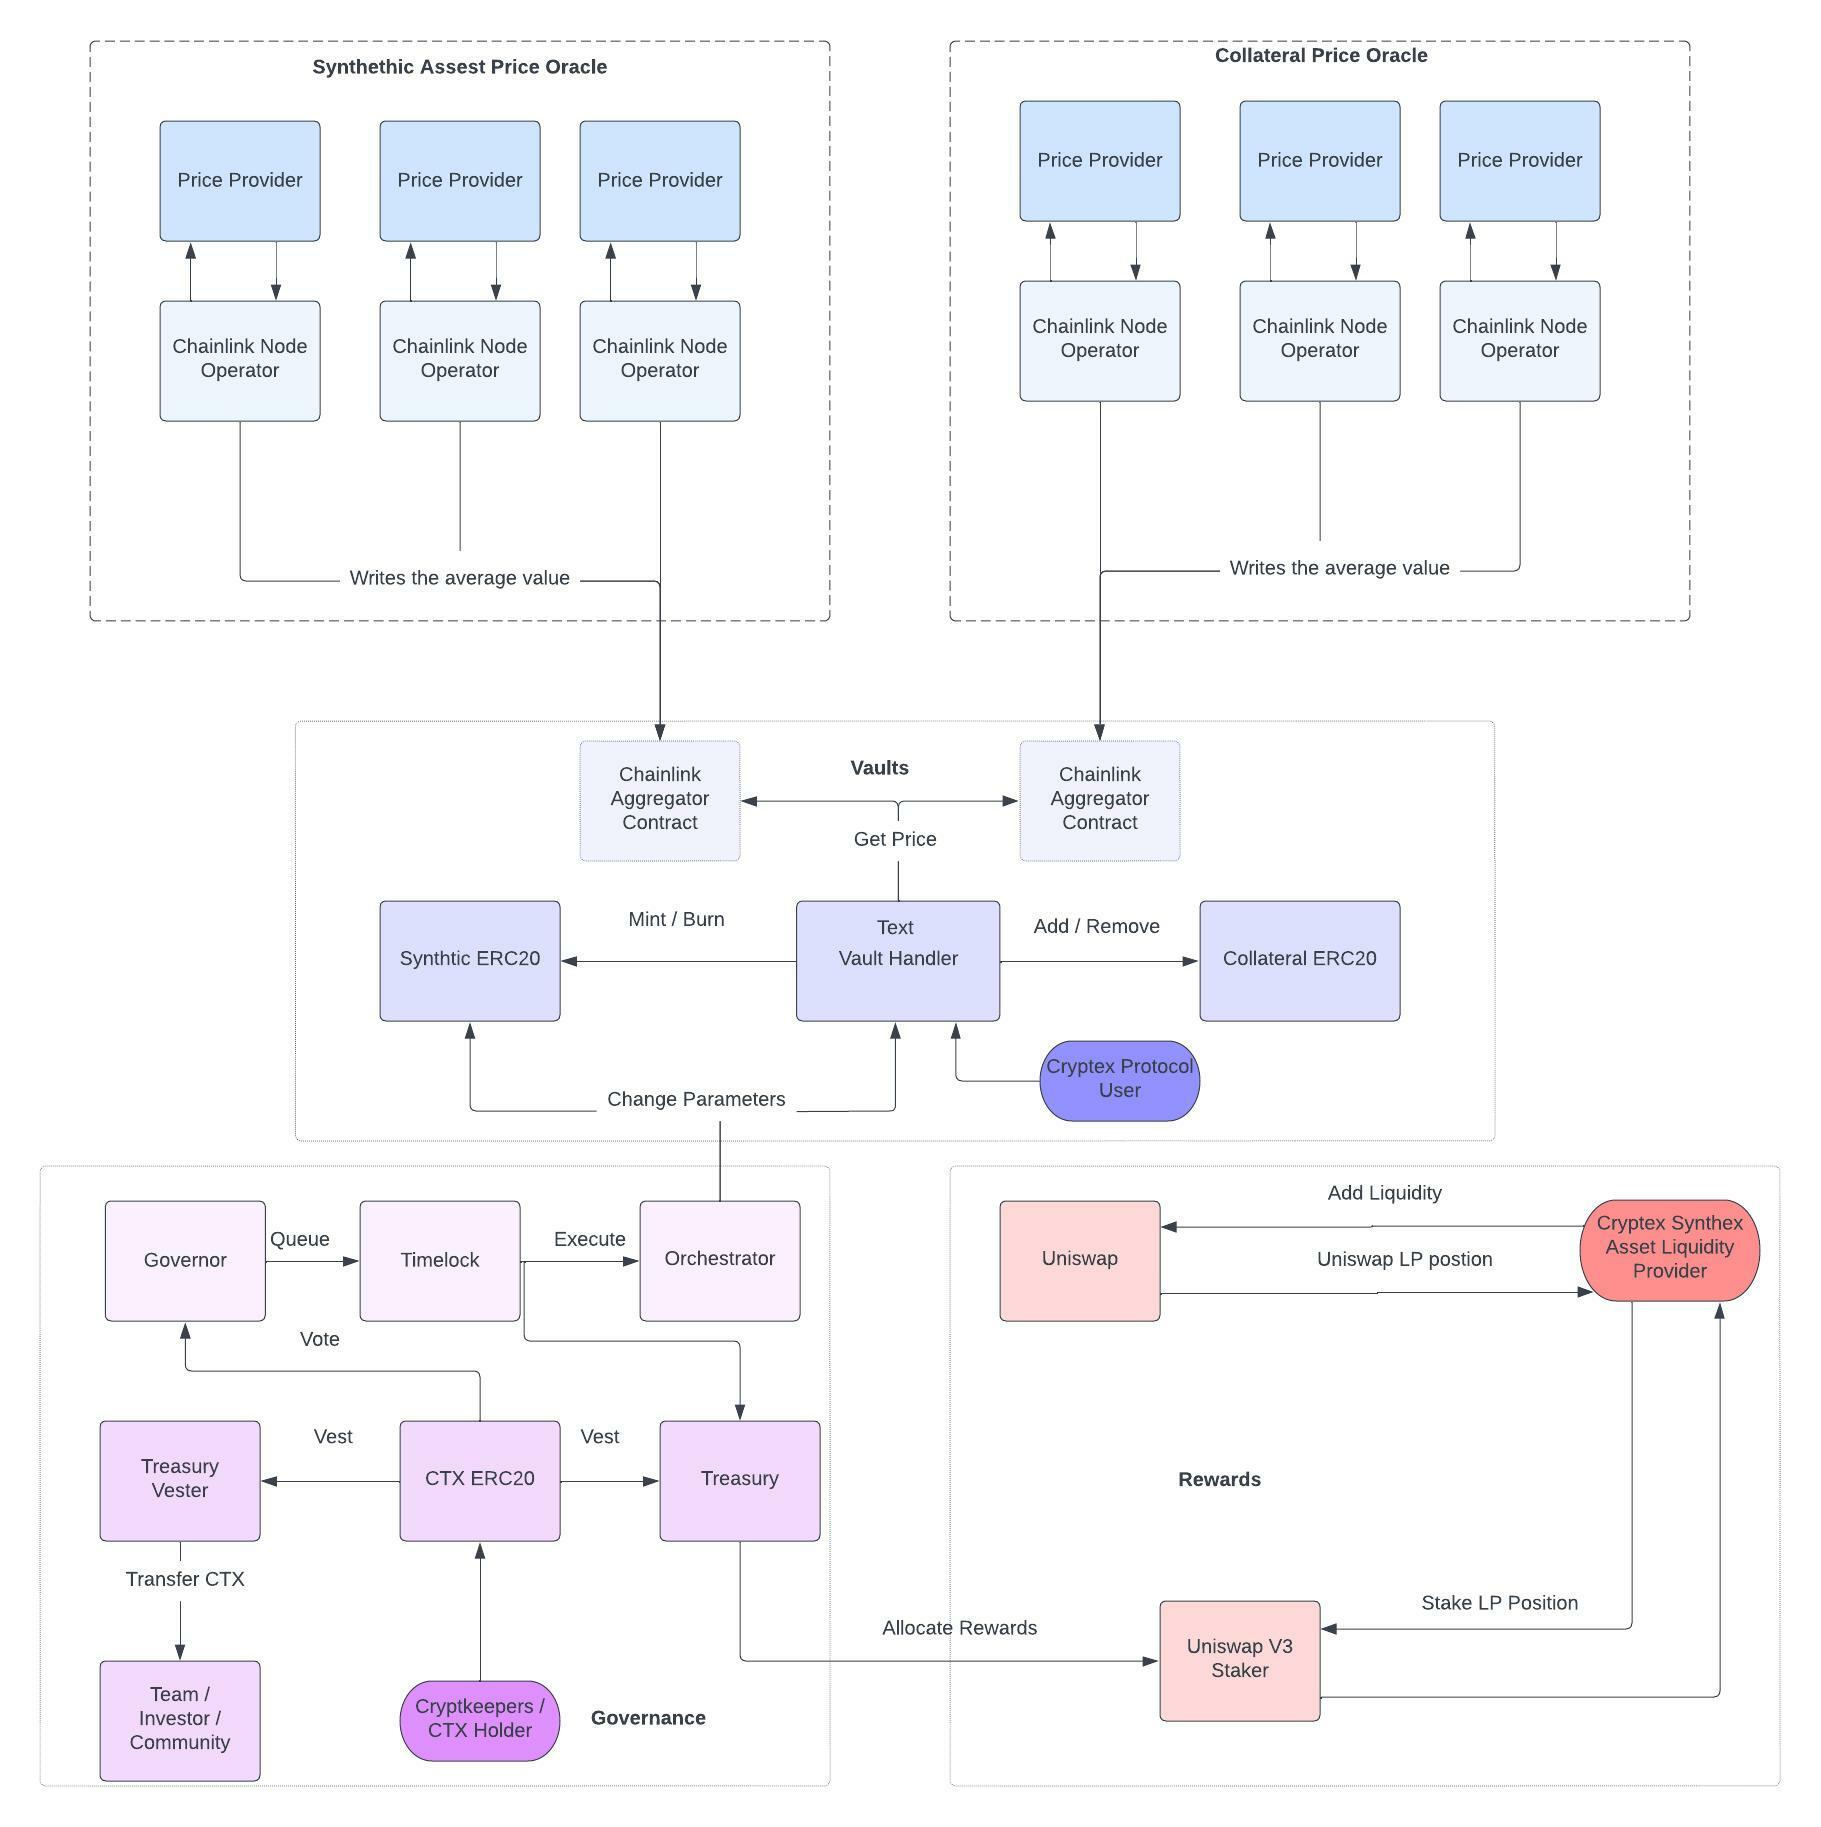 Synthethic Assest Price Oracle
Price Provider
Price Provider
Price Provider
Chainlink Node
Operator
Chainlink Node
Operator
Chainlink Node
Operator
Writes the average value
Collateral Price Oracle
Price Provider
Price Provider
Price Provider
Chainlink Node
Operator
Chainlink Node
Operator
Chainlink Node
Operator
Writes the average value
Chainlink
Aggregator
Contract
Vaults
Chainlink
Aggregator
Contract
Get Price
Synthtic ERC20
Mint / Burn
Text
Vault Handler
Add / Remove
Collateral ERC20
Cryptex Protocol
User
Change Parameters
Governor
Queue
Timelock
Execute
Orchestrator
Vote
Treasury
Vester
Vest
CTX ERC20
Vest
Treasury
Transfer CTX
Team /
Investor /
Community
Cryptkeepers /
CTX Holder
Governance
Allocate Rewards
Uniswap
Add Liquidity
Uniswap LP postion
Cryptex Synthex
Asset Liquidity
Provider
Rewards
Stake LP Position
Uniswap V3
Staker